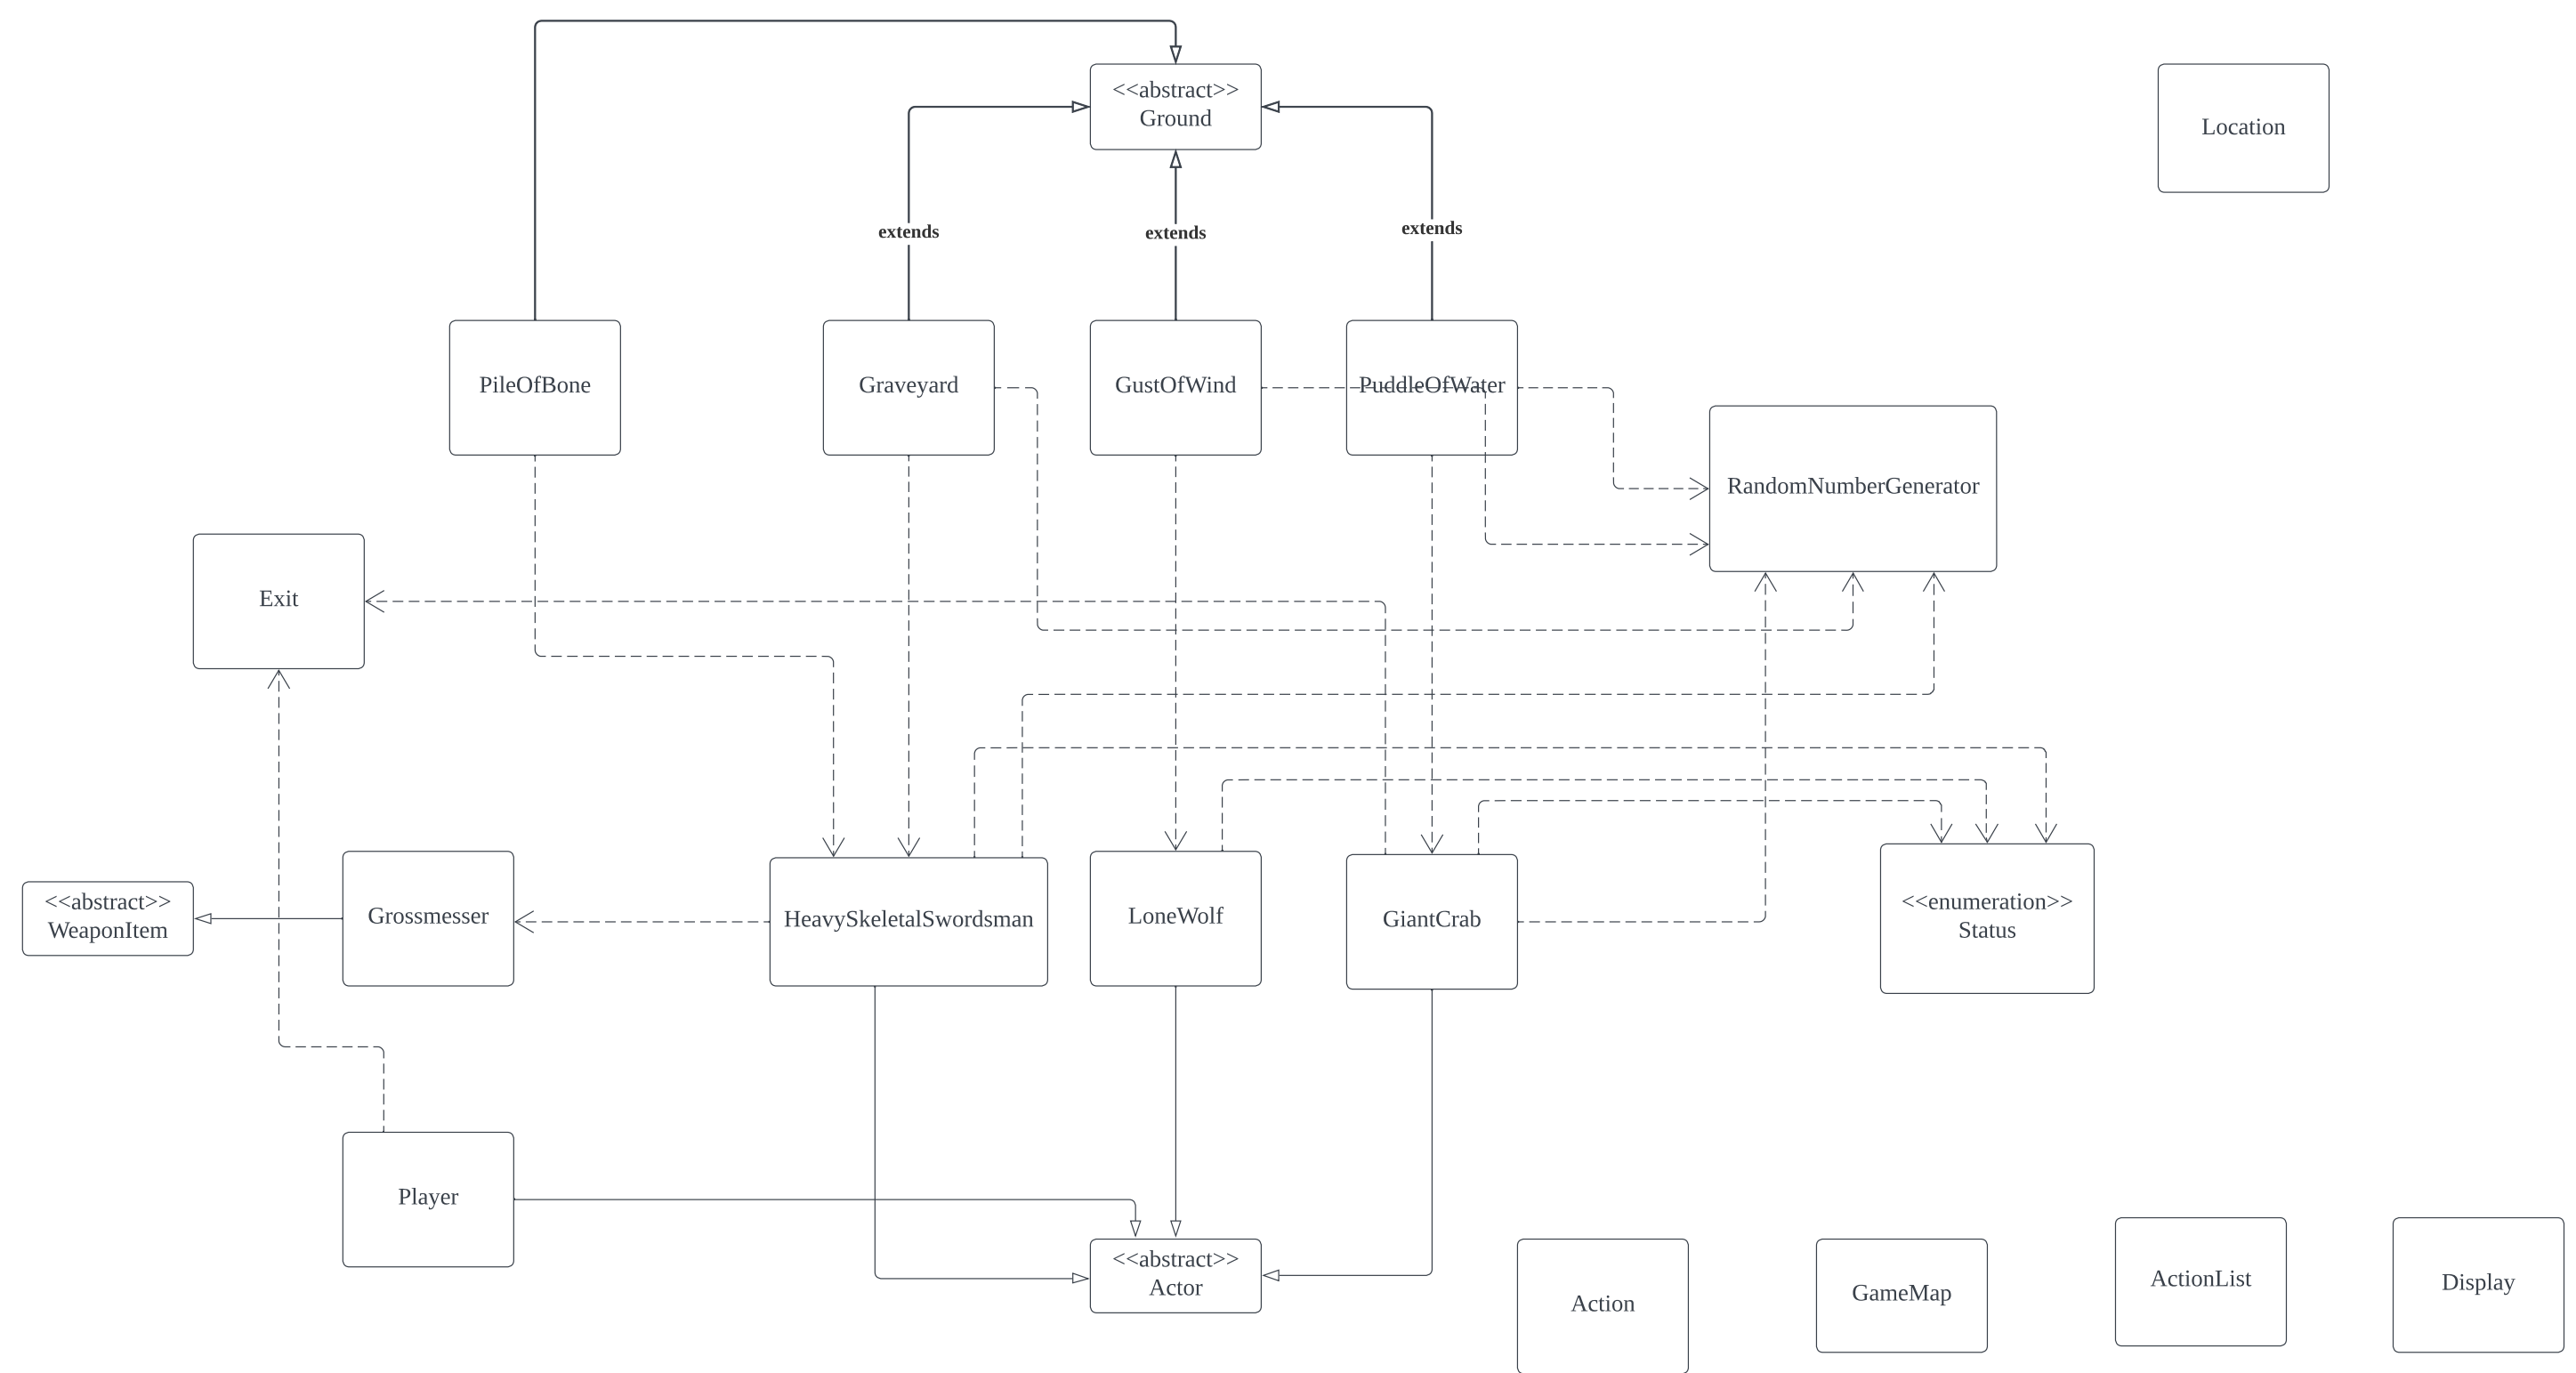 <<abstract>>
Ground
Location
extends
extends
extends
PileOfBone
Graveyard
GustOfWind
PuddleOfWater
RandomNumberGenerator
Exit
<<abstract>>
WeaponItem
Grossmesser
HeavySkeletalSwordsman
LoneWolf
GiantCrab
<<enumeration>>
Status
Player
<<abstract>>
Actor
Action
GameMap
ActionList
Display